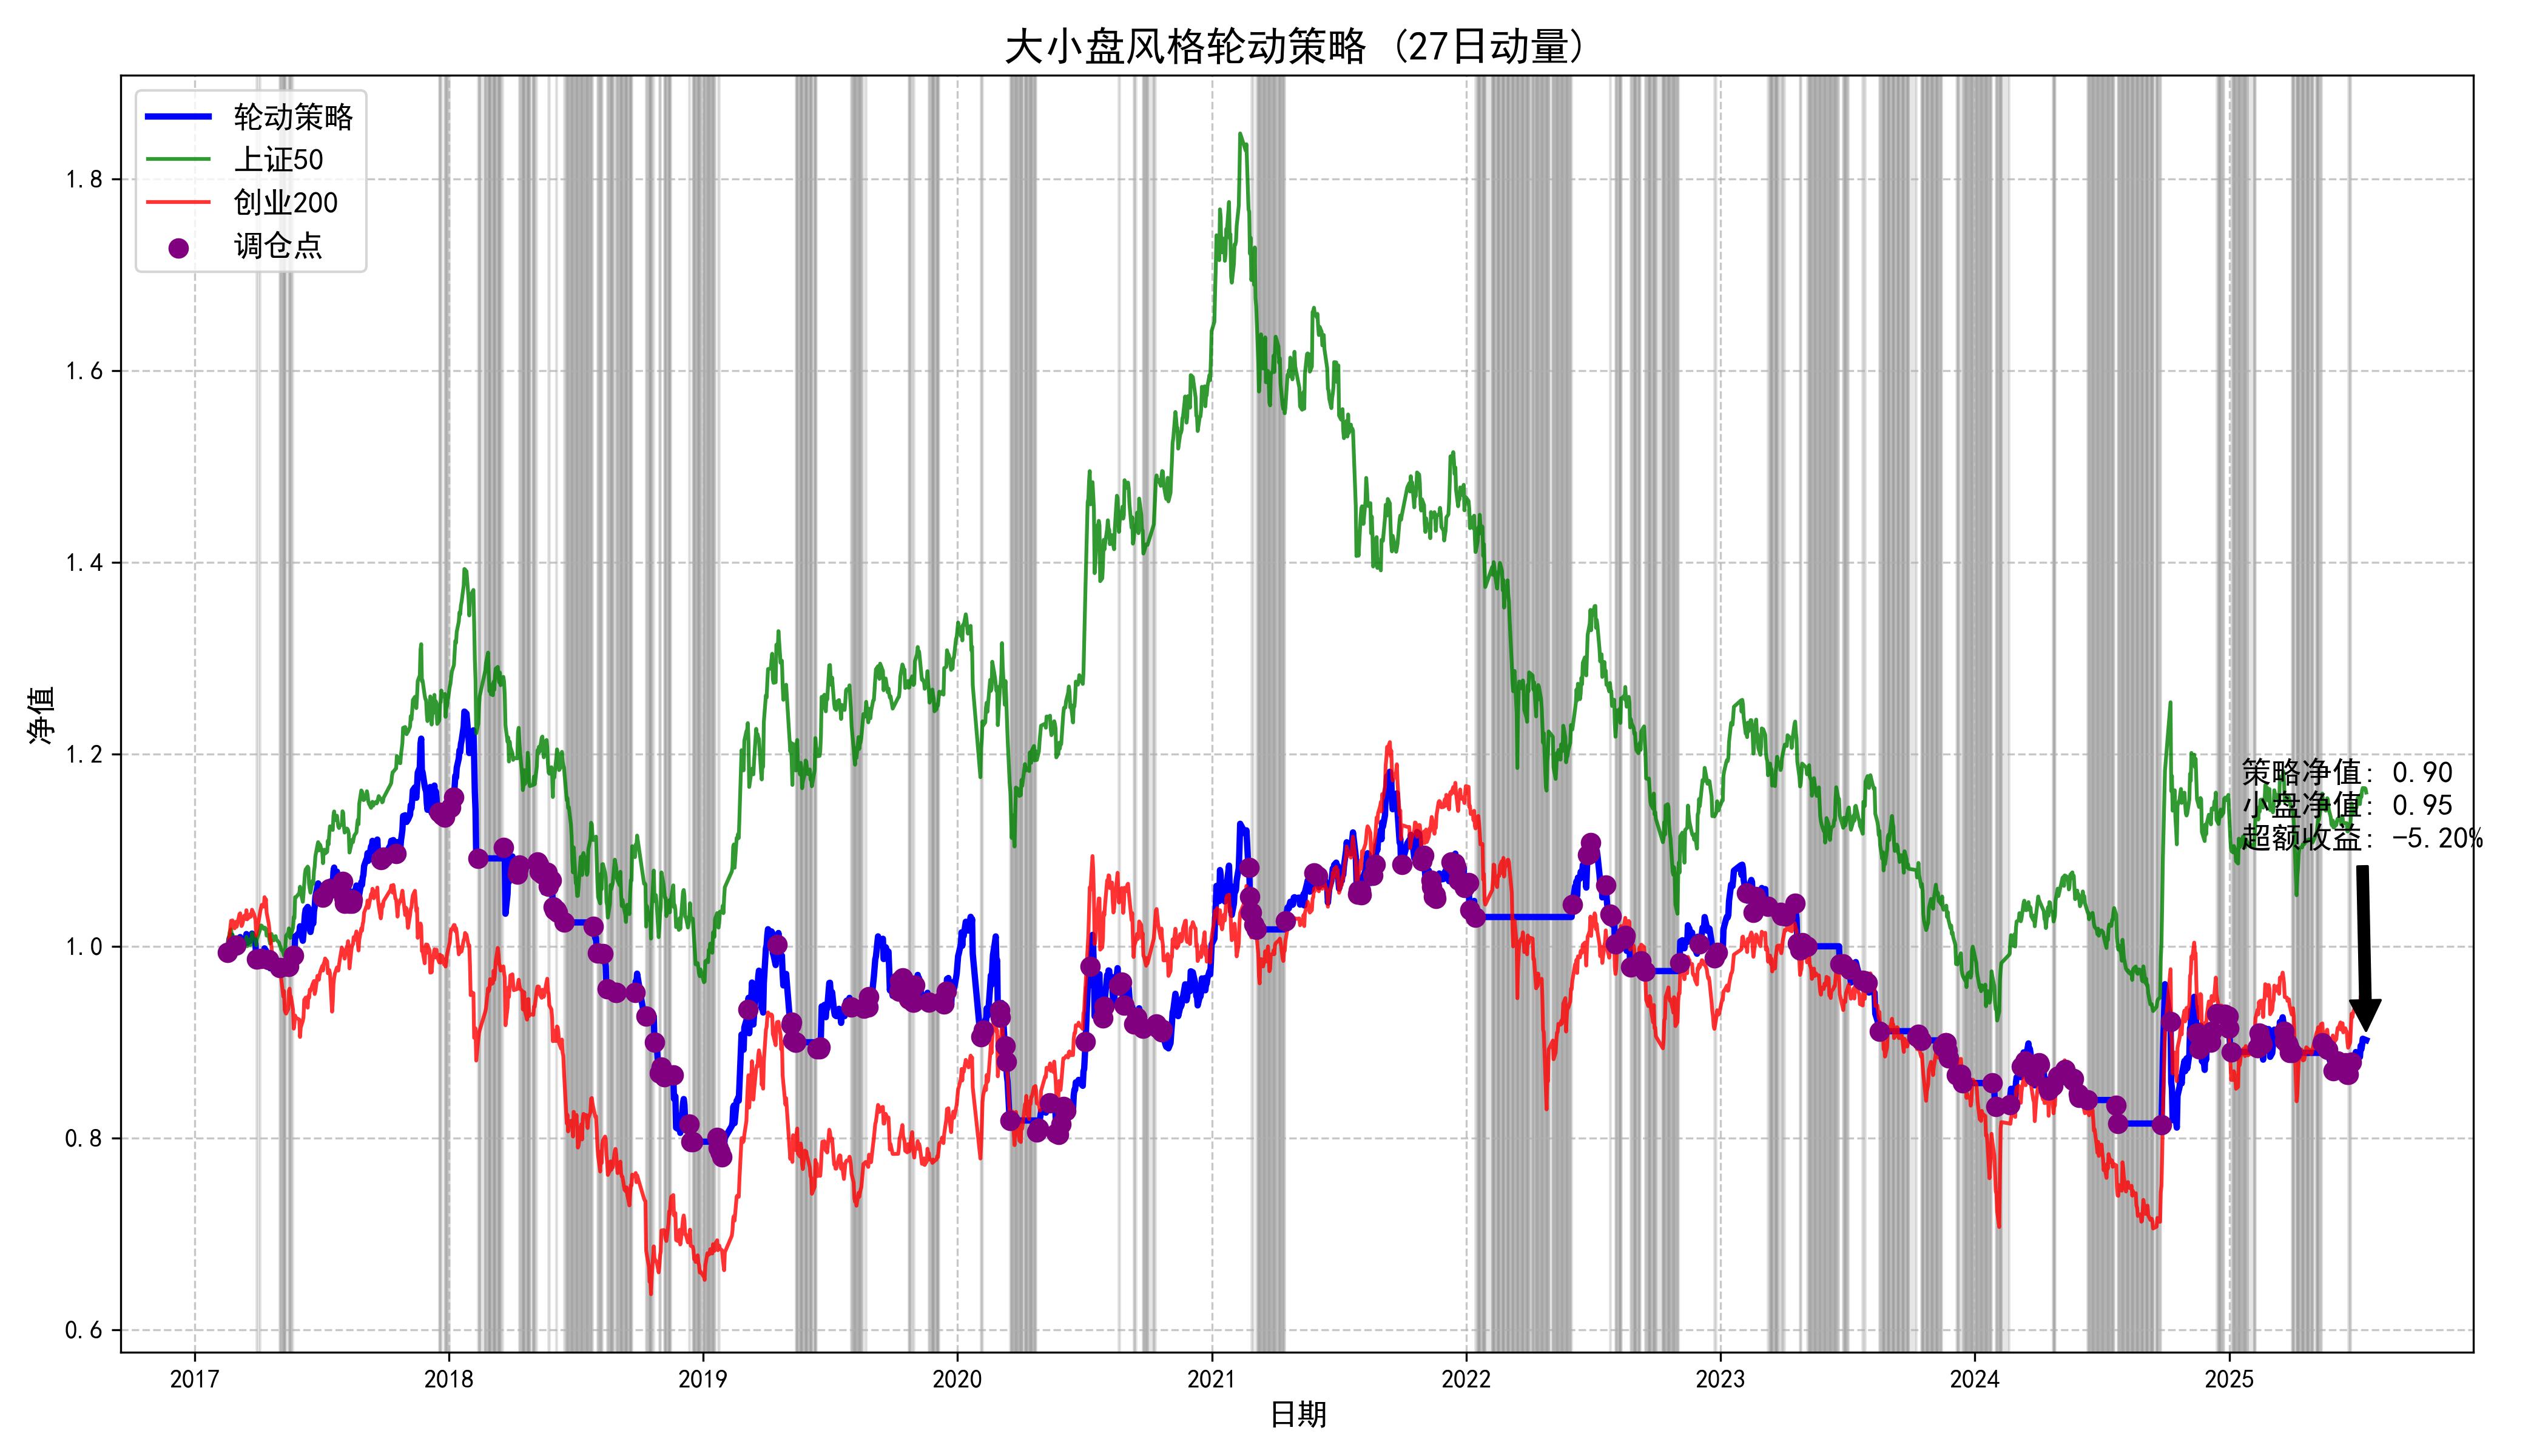 大小盘风格轮动策略 (27日动量)
轮动策略
上证50
创业200
调仓点
净值
1.8
1.6
1.4
1.2
1.0
0.8
0.6
策略净值: 0.90
小盘净值: 0.95
超额收益: -5.20%
2017
2018
2019
2020
2021
2022
2023
2024
2025
日期